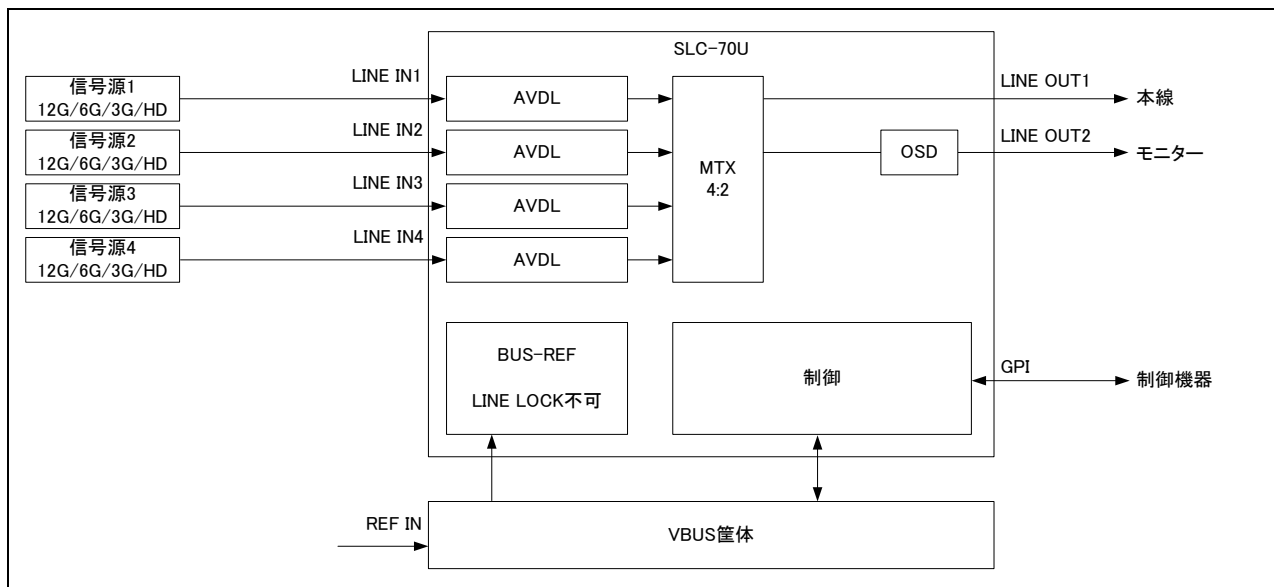 SLC-70U
信号源1
12G/6G/3G/HD
LINE IN1
AVDL
LINE OUT1
本線
信号源2
12G/6G/3G/HD
LINE IN2
AVDL
MTX
4:2
OSD
LINE OUT2
モニター
信号源3
12G/6G/3G/HD
LINE IN3
AVDL
信号源4
12G/6G/3G/HD
LINE IN4
AVDL
BUS-REF
LINE LOCK不可
制御
GPI
制御機器
REF IN
VBUS筐体